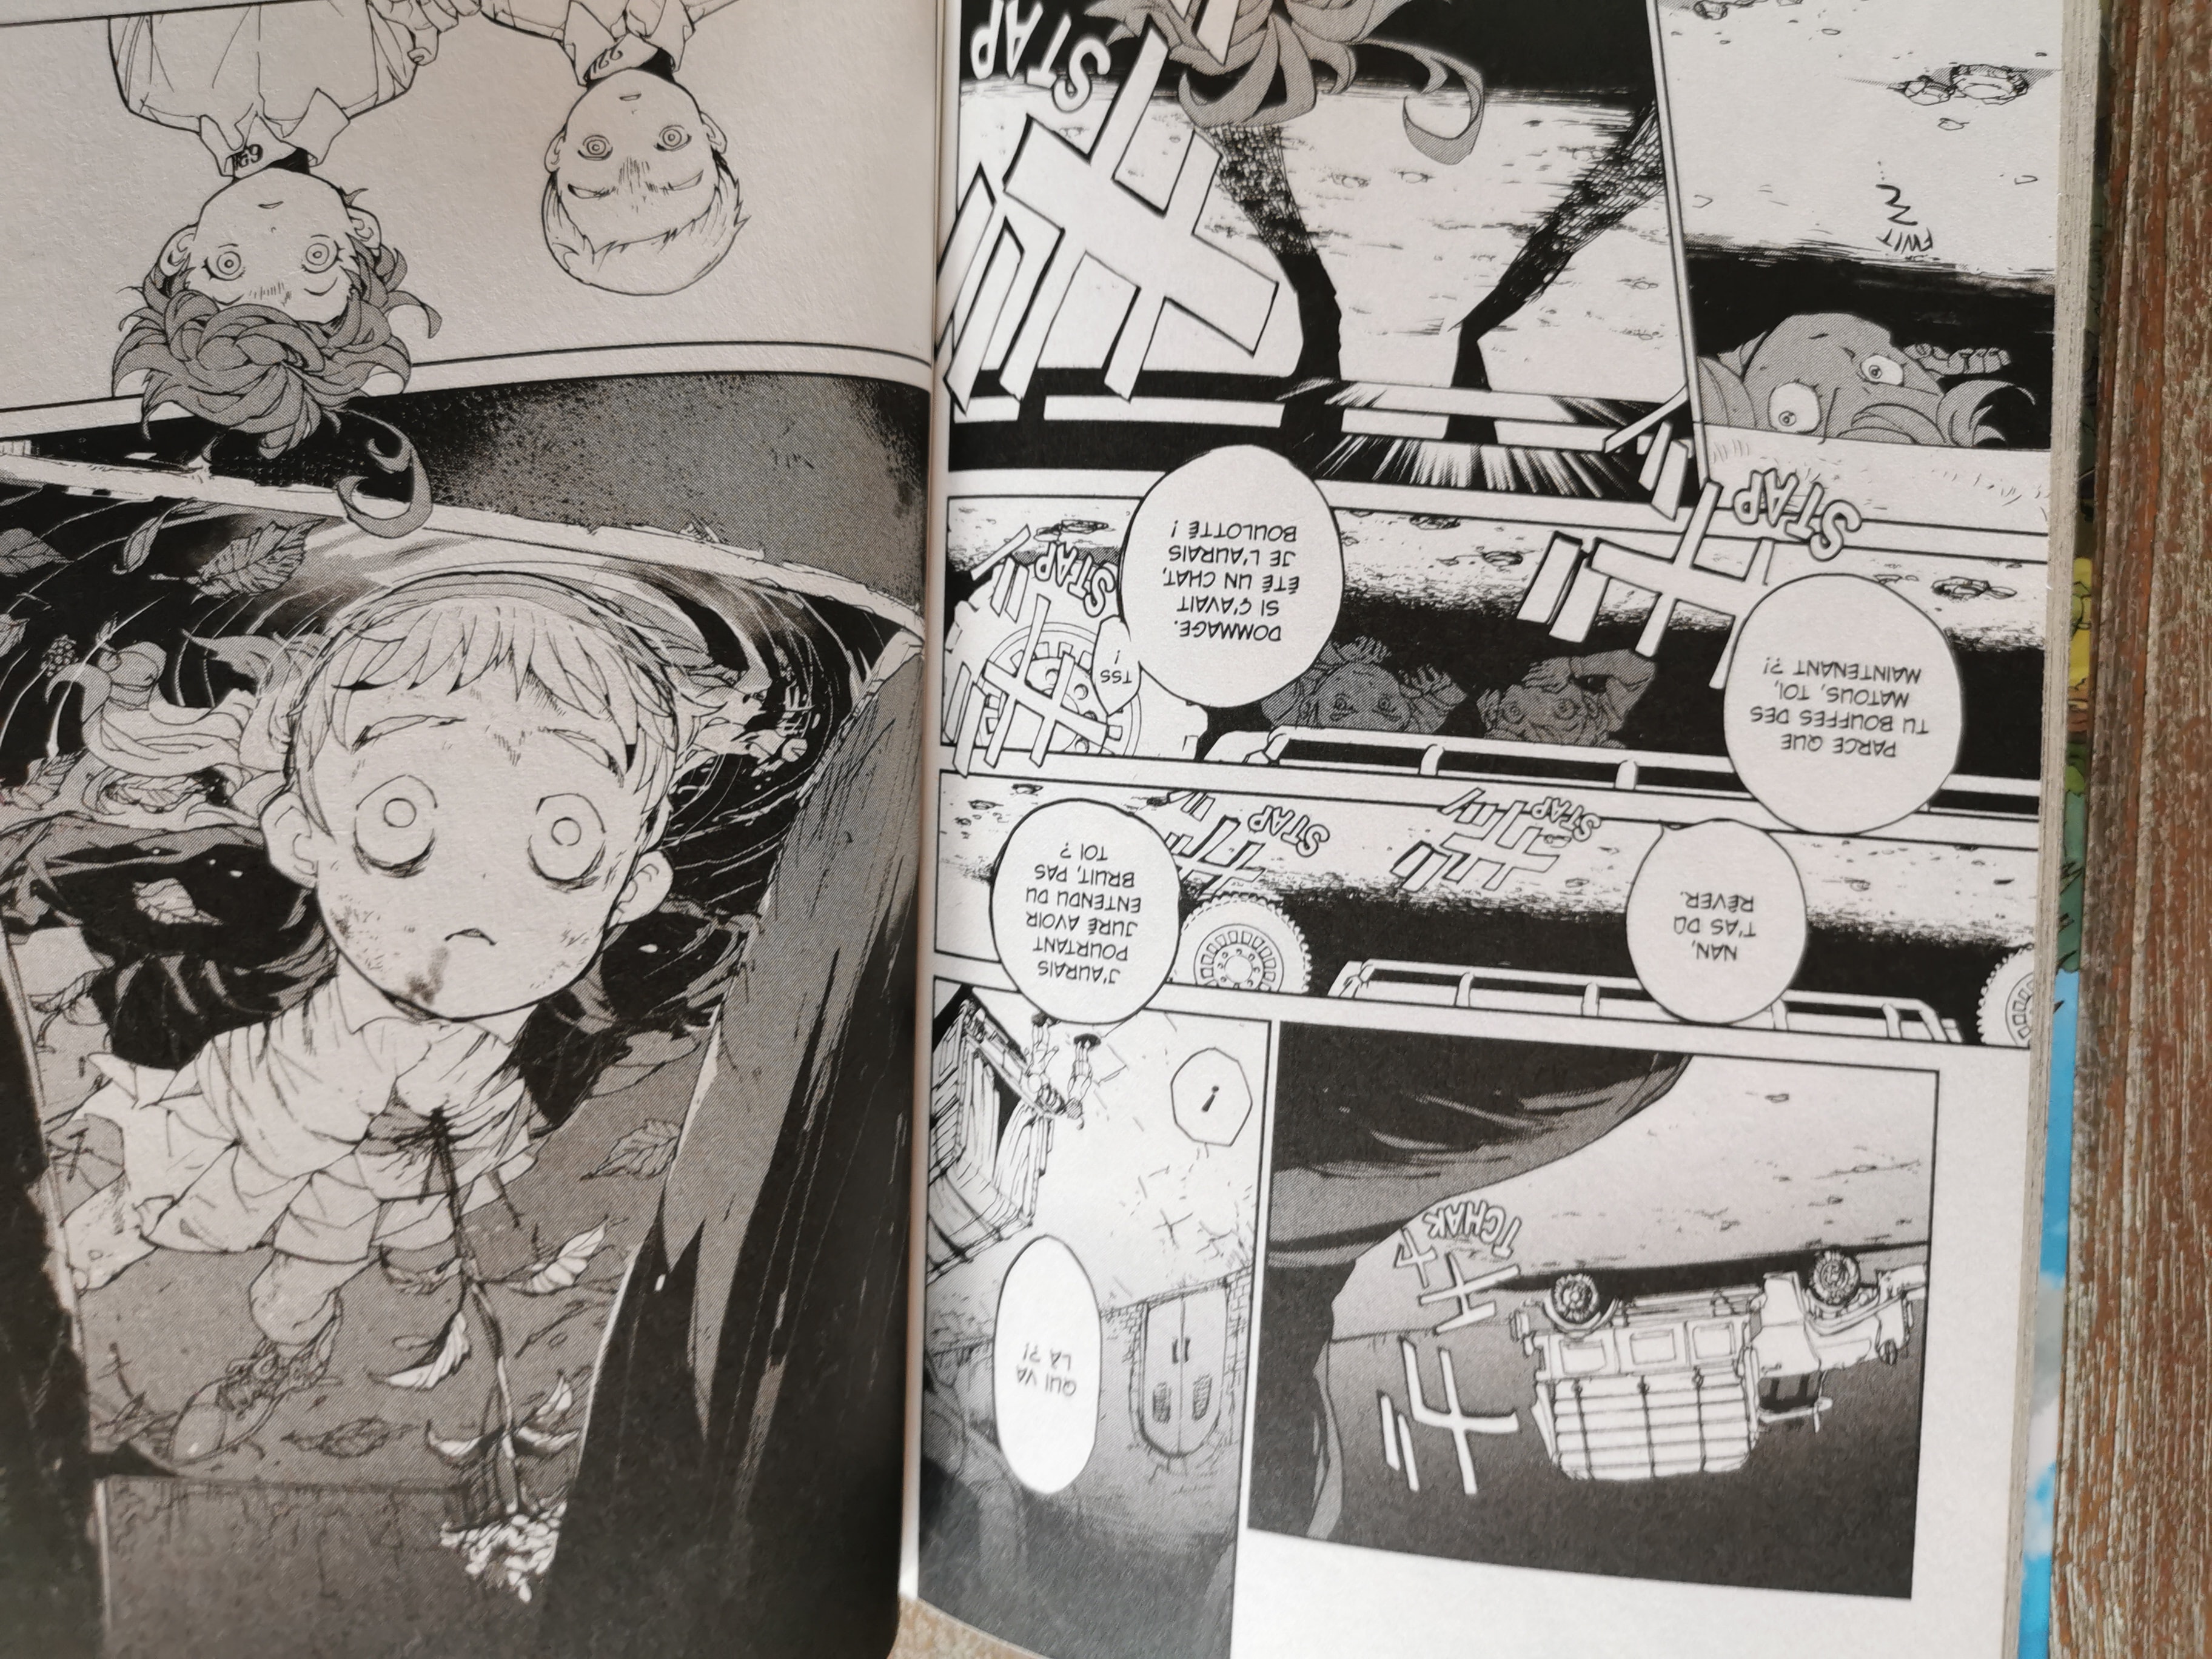 QUI VA
LÀ ?!
!
TCHAK
J'AURAIS
POURTANT
JURÉ AVOIR
ENTENDU DU
BRUIT, PAS
TOI ?
STAP
STAP
NAN,
T'AS DÛ
RÊVER.
TSS
!
DOMMAGE.
SI Ç'AVAIT
ÉTÉ UN CHAT,
JE L'AURAIS
BOULOTTÉ !
STAP
PARCE QUE
TU BOUFFES DES
MATOUS, TOI,
MAINTENANT ?!
STAP
STAP
FWIT